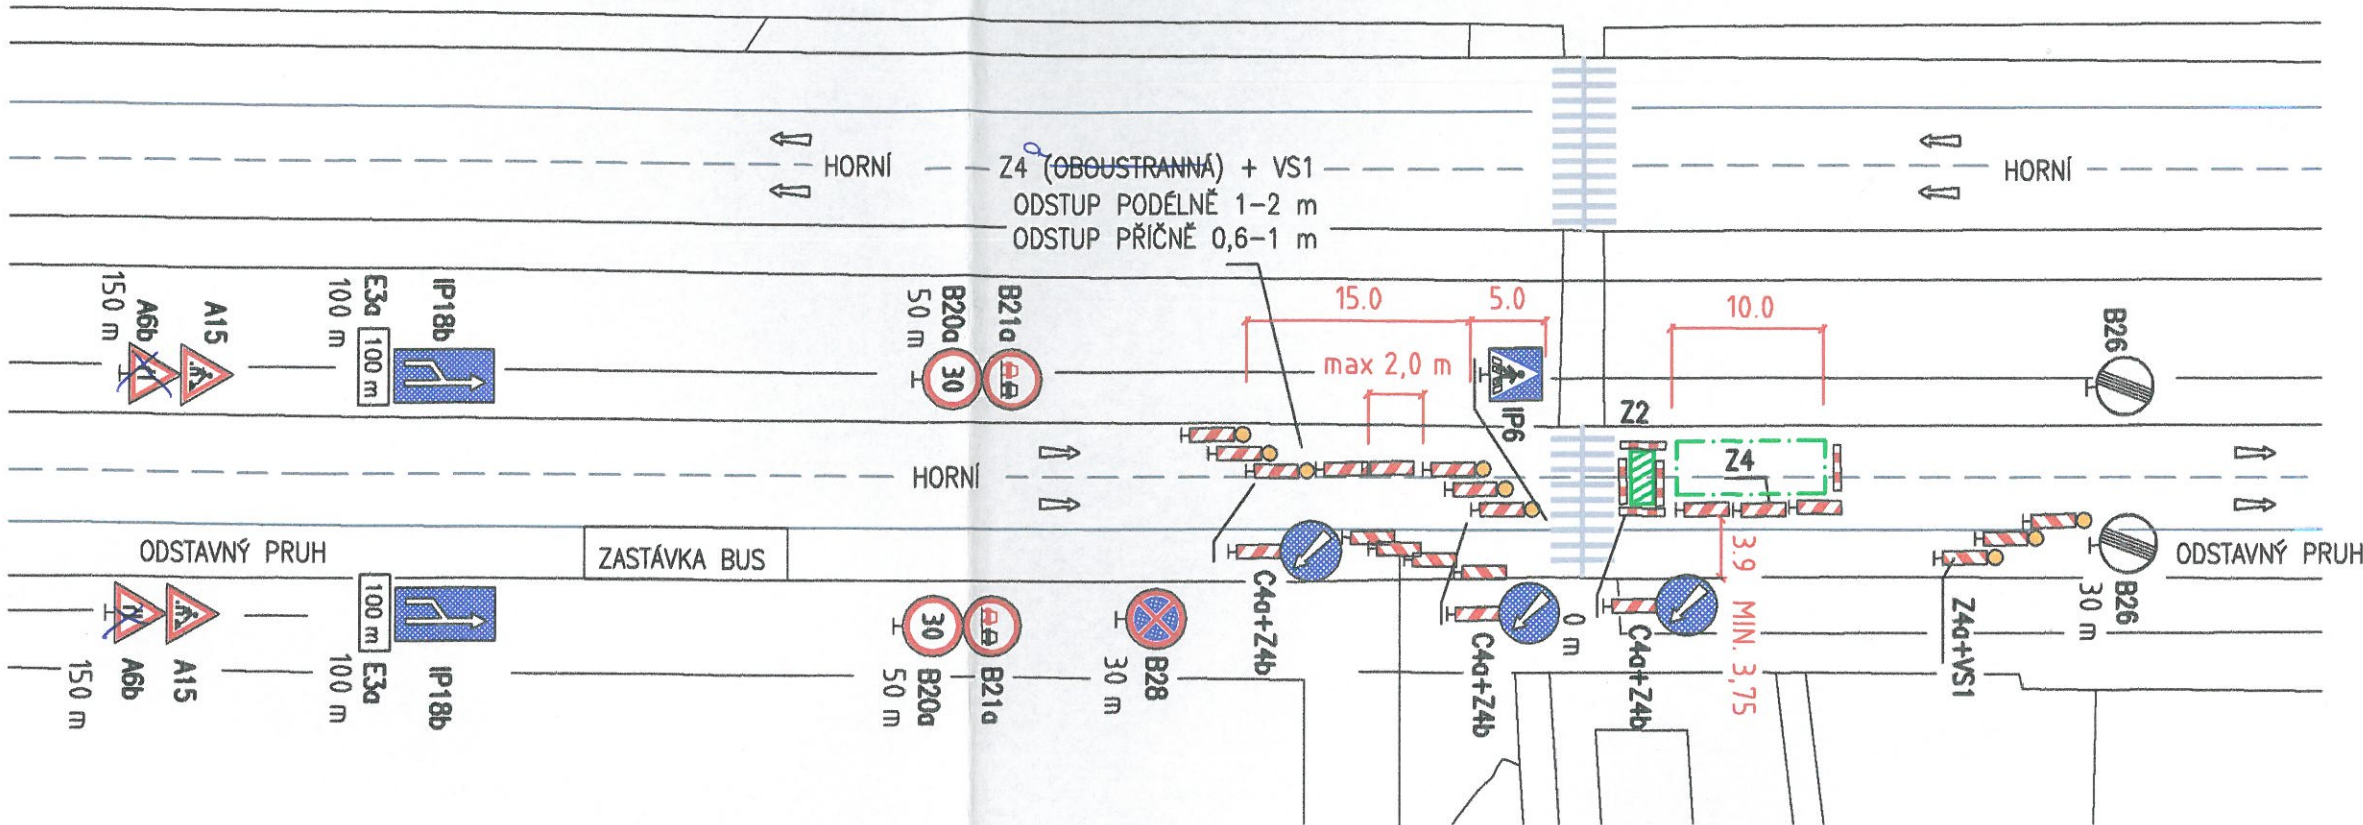 HORNÍ
Z4 a (OBOUSTRANNÁ) + VS1
ODSTUP PODÉLNĚ 1-2 m
ODSTUP PŘÍČNĚ 0,6-1 m
HORNÍ
A15
A6b
150 m
IP18b
E3a
100 m
100 m
B21a
B20a
50 m
30
15.0
5.0
10.0
max 2,0 m
IP6
B26
Z2
Z4
HORNÍ
ODSTAVNÝ PRUH
ZASTÁVKA BUS
ODSTAVNÝ PRUH
A15
A6b
150 m
100 m
IP18b
E3a
100 m
30
B21a
B20a
50 m
B28
30 m
C4a+Z4b
C4a+Z4b
0 m
C4a+Z4b
3.9 MIN. 3,75
Z4a+VS1
B26
30 m